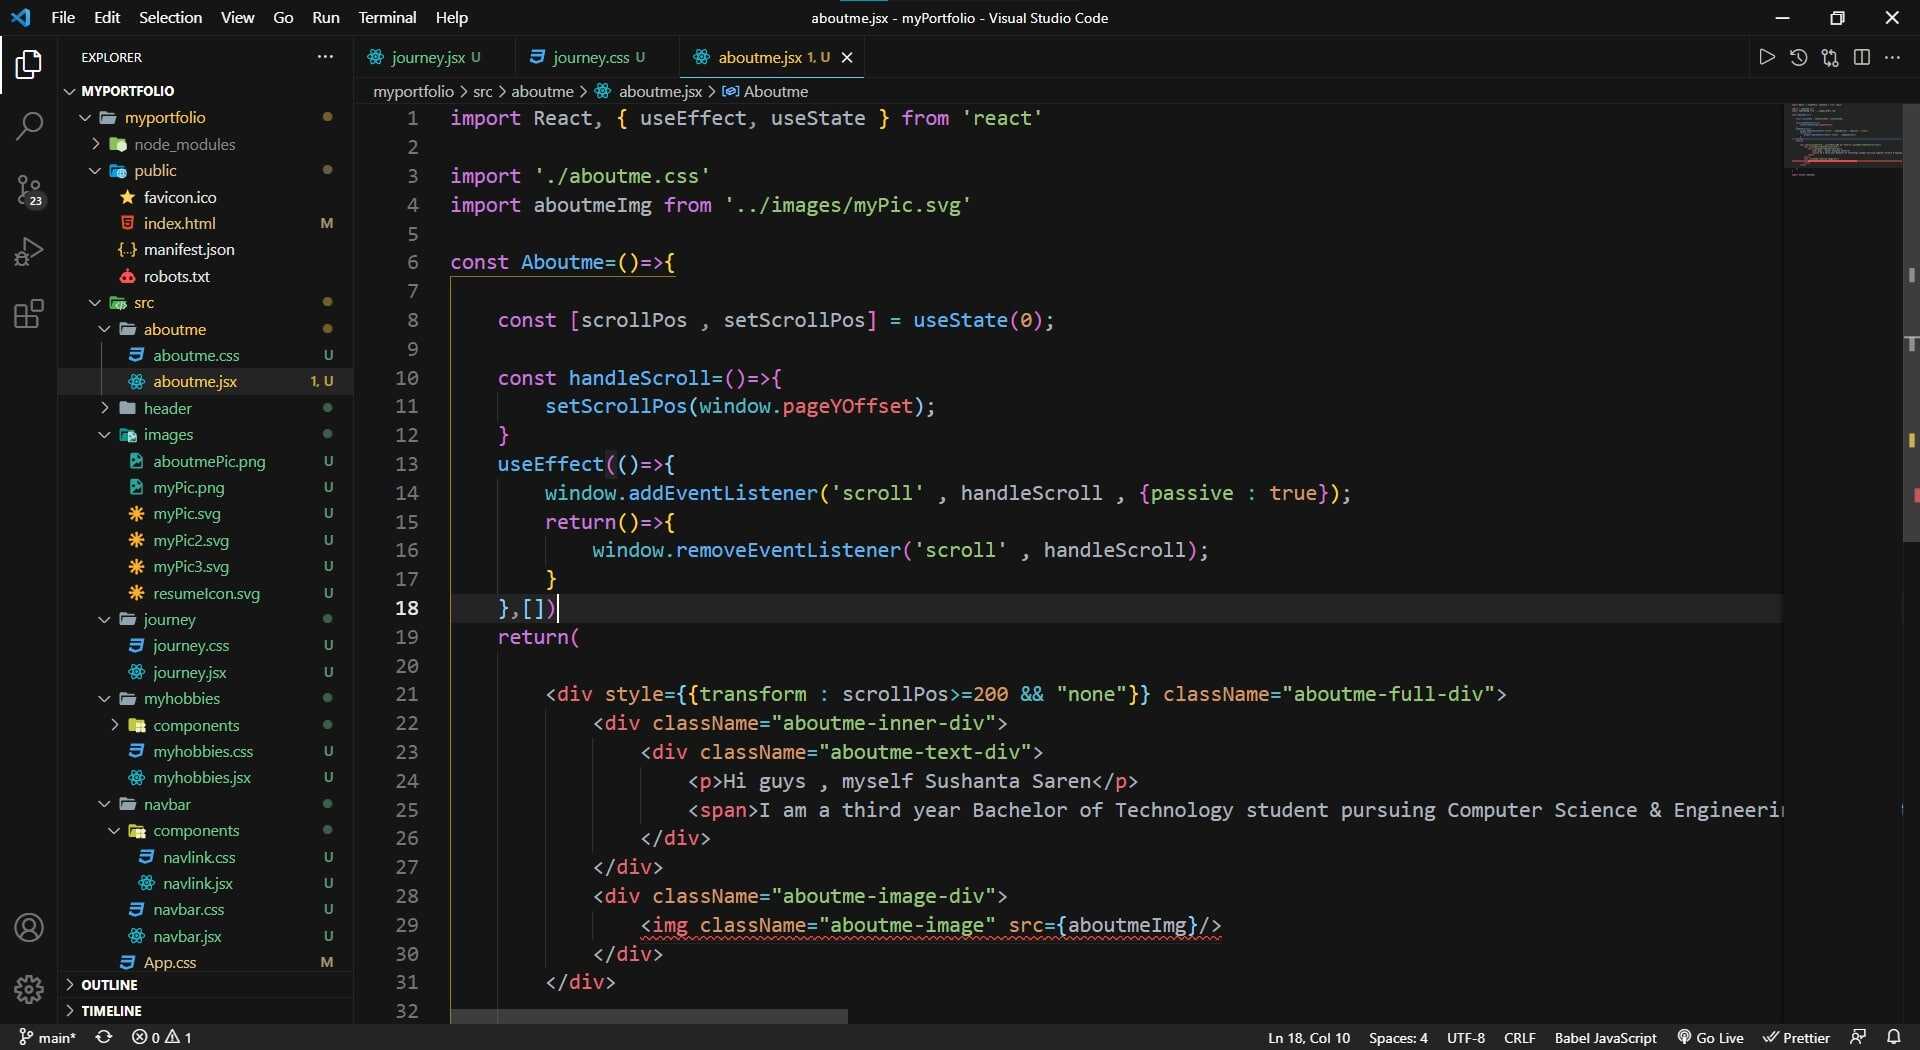 File Edit Selection View Go Run Terminal Help
aboutme.jsx - myPortfolio - Visual Studio Code
EXPLORER
MYPORTFOLIO
myportfolio
node_modules
public
favicon.ico
index.html M
manifest.json
robots.txt
src
aboutme
aboutme.css U
aboutme.jsx 1, U
header
images
aboutmePic.png U
myPic.png U
myPic.svg U
myPic2.svg U
myPic3.svg U
resumeIcon.svg U
journey
journey.css U
journey.jsx U
myhobbies
components
myhobbies.css U
myhobbies.jsx U
navbar
components
navlink.css U
navlink.jsx U
navbar.css U
navbar.jsx U
App.css M
OUTLINE
TIMELINE
23
journey.jsx U journey.css U aboutme.jsx 1, U
myportfolio > src > aboutme > aboutme.jsx > Aboutme
1 import React, { useEffect, useState } from 'react'
2
3 import './aboutme.css'
4 import aboutmeImg from '../images/myPic.svg'
5
6 const Aboutme=()=>{
7
8 const [scrollPos , setScrollPos] = useState(0);
9
10 const handleScroll=()=>{
11 setScrollPos(window.pageYOffset);
12 }
13 useEffect(()=>{
14 window.addEventListener('scroll' , handleScroll , {passive : true});
15 return()=>{
16 window.removeEventListener('scroll' , handleScroll);
17 }
18 },[])
19 return(
20
21 <div style={{transform : scrollPos>=200 && "none"}} className="aboutme-full-div">
22 <div className="aboutme-inner-div">
23 <div className="aboutme-text-div">
24 <p>Hi guys , myself Sushanta Saren</p>
25 <span>I am a third year Bachelor of Technology student pursuing Computer Science & Engineerin
26 </div>
27 </div>
28 <div className="aboutme-image-div">
29 <img className="aboutme-image" src={aboutmeImg}/>
30 </div>
31 </div>
32
main* 0 1 Ln 18, Col 10 Spaces: 4 UTF-8 CRLF Babel JavaScript Go Live Prettier